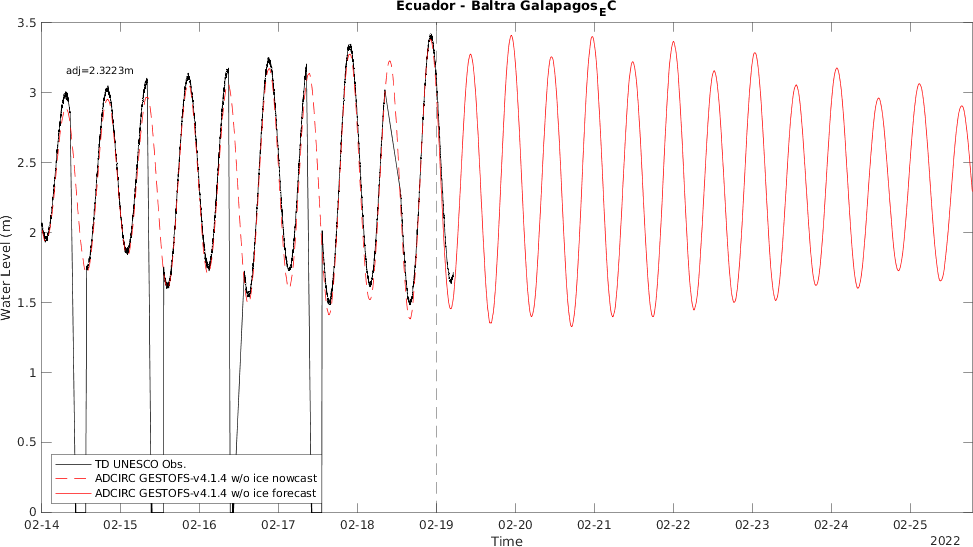 Ecuador - Baltra Galapagos_EC
3.5
adj=2.3223m
3
2.5
2
Water Level (m)
1.5
1
0.5
TD UNESCO Obs.
ADCIRC GESTOFS-v4.1.4 w/o ice nowcast
ADCIRC GESTOFS-v4.1.4 w/o ice forecast
0
02-14 02-15 02-16 02-17 02-18 02-19 02-20 02-21 02-22 02-23 02-24 02-25
Time
2022